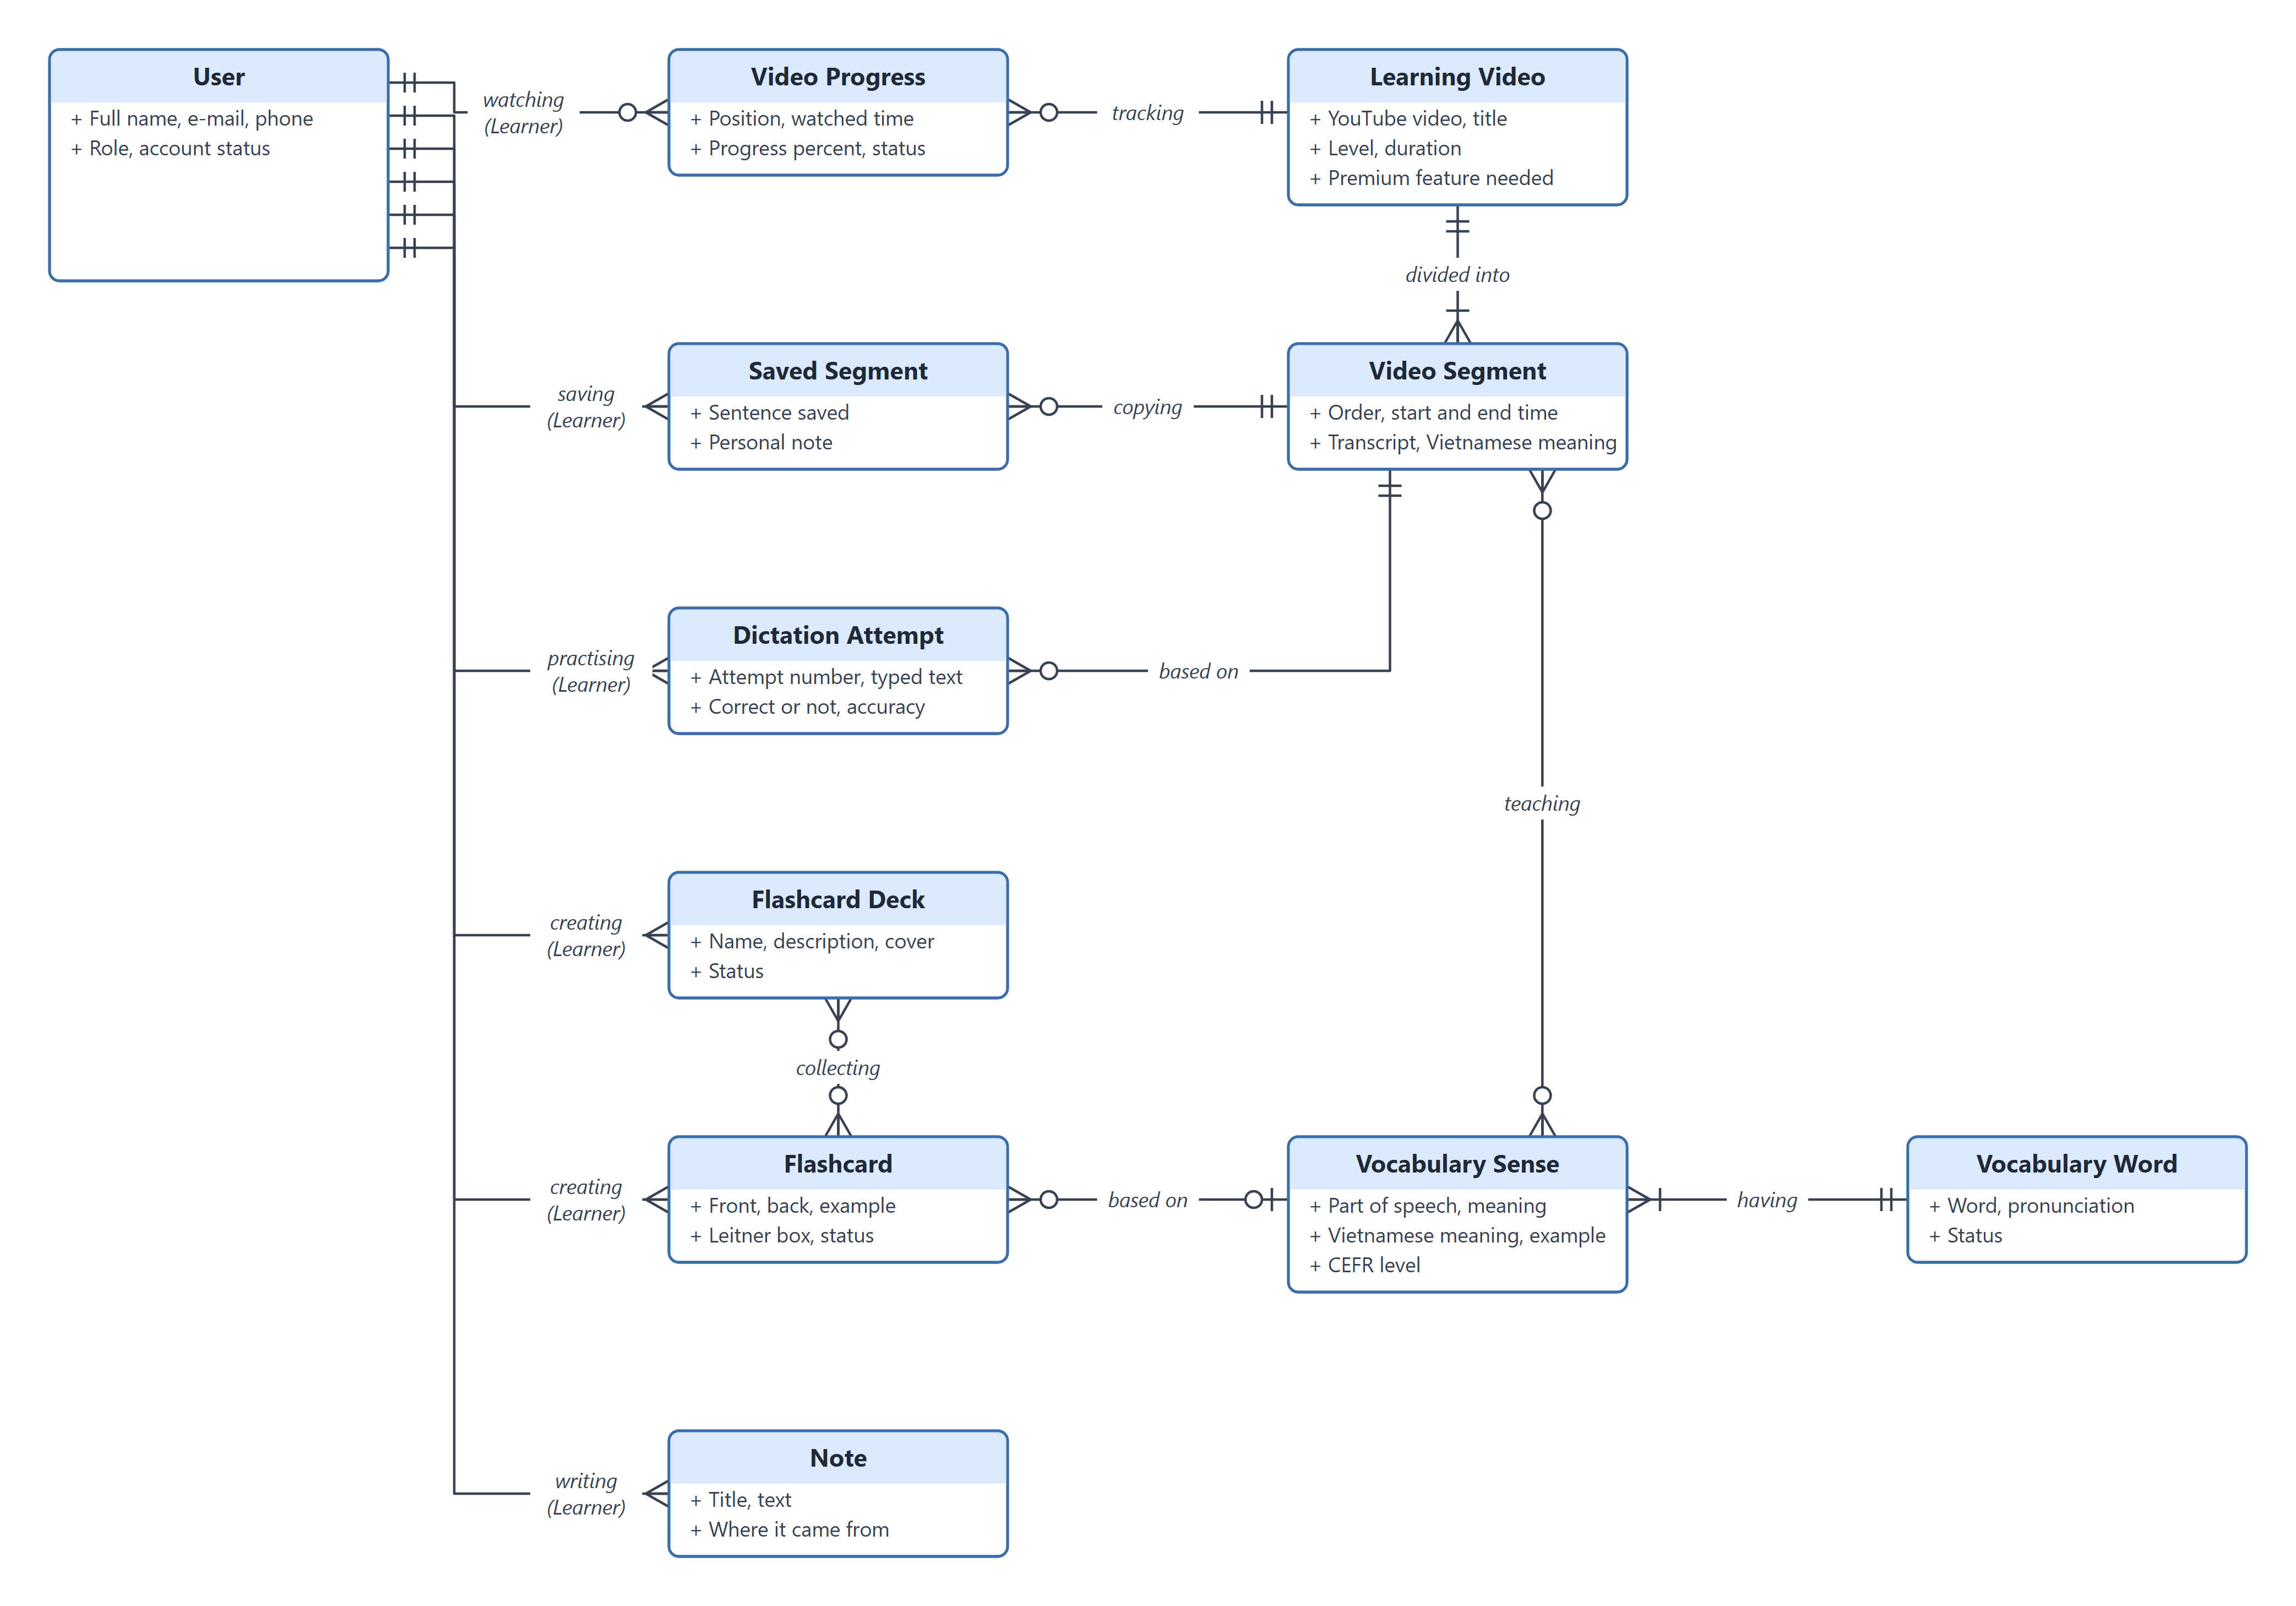 User
+ Full name, e-mail, phone
+ Role, account status
watching
(Learner)
Video Progress
+ Position, watched time
+ Progress percent, status
tracking
Learning Video
+ YouTube video, title
+ Level, duration
+ Premium feature needed
divided into
saving
(Learner)
Saved Segment
+ Sentence saved
+ Personal note
copying
Video Segment
+ Order, start and end time
+ Transcript, Vietnamese meaning
practising
(Learner)
Dictation Attempt
+ Attempt number, typed text
+ Correct or not, accuracy
based on
teaching
creating
(Learner)
Flashcard Deck
+ Name, description, cover
+ Status
collecting
creating
(Learner)
Flashcard
+ Front, back, example
+ Leitner box, status
based on
Vocabulary Sense
+ Part of speech, meaning
+ Vietnamese meaning, example
+ CEFR level
having
Vocabulary Word
+ Word, pronunciation
+ Status
writing
(Learner)
Note
+ Title, text
+ Where it came from